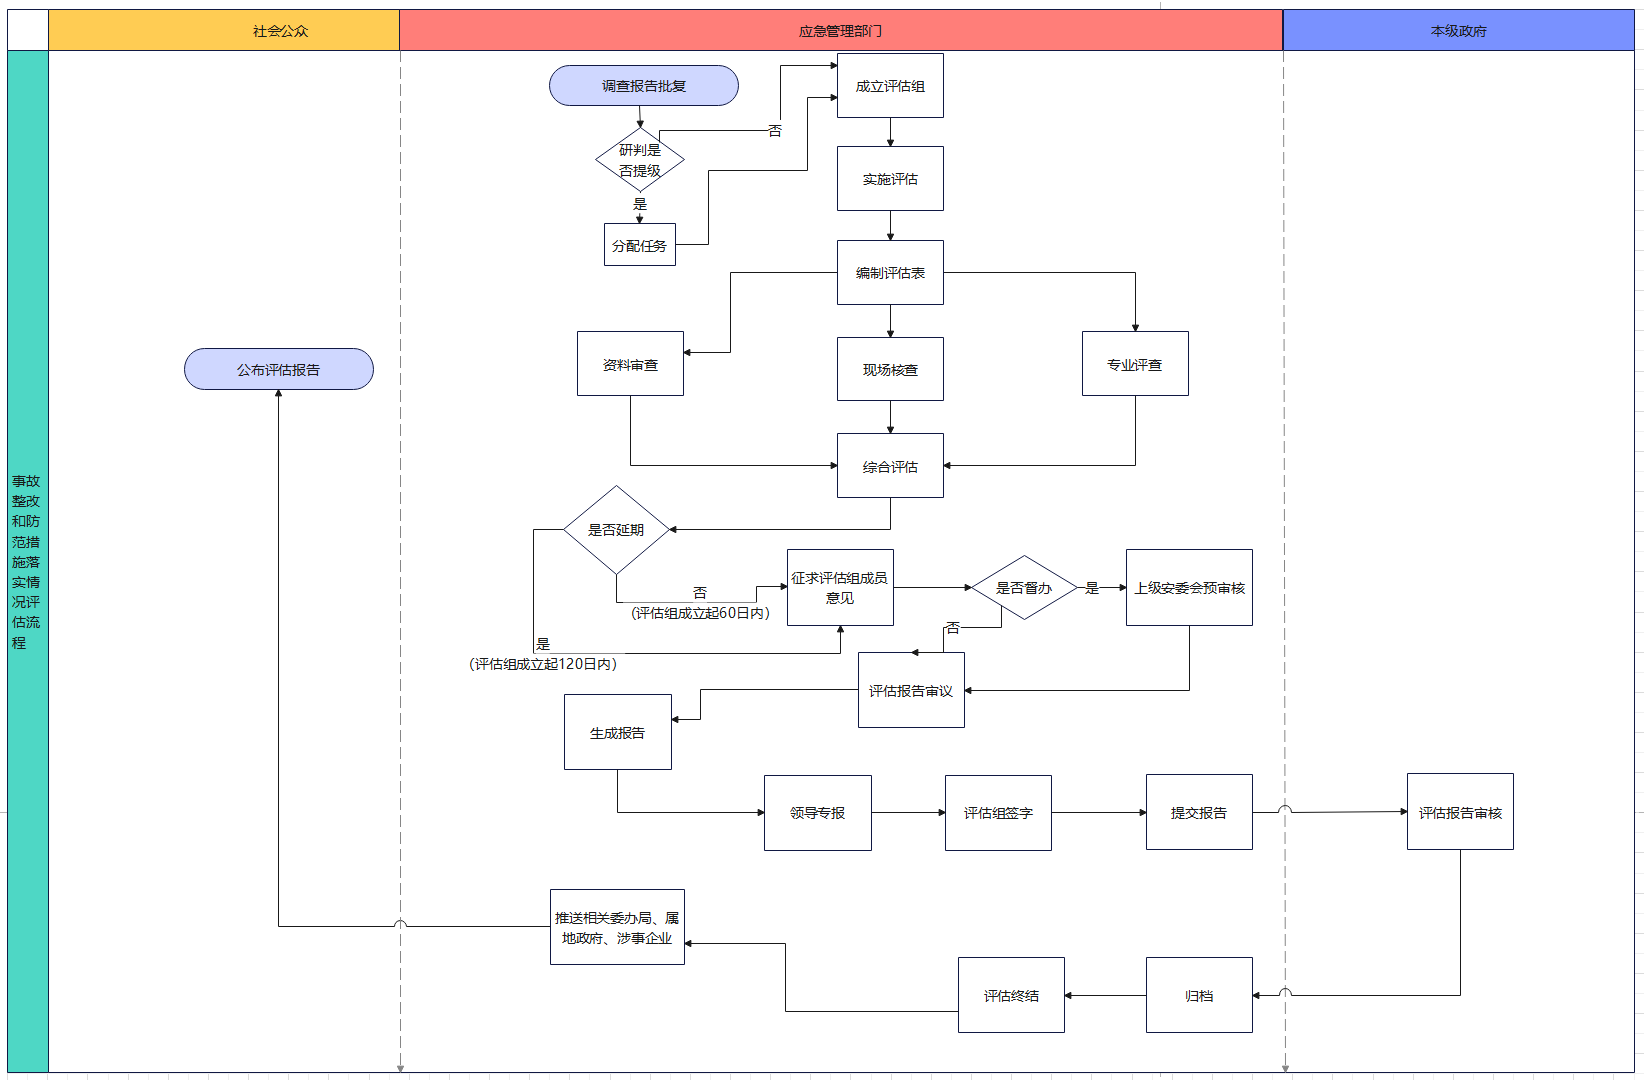 社会公众
应急管理部门
本级政府
事故
整改
和防
范措
施落
实情
况评
估流
程
调查报告批复
成立评估组
否
研判是
否提级
是
分配任务
实施评估
编制评估表
资料审查
现场核查
专业评查
公布评估报告
综合评估
是否延期
否
（评估组成立起60日内）
是
（评估组成立起120日内）
征求评估组成员
意见
是否督办
是
上级安委会预审核
否
评估报告审议
生成报告
领导专报
评估组签字
提交报告
评估报告审核
推送相关委办局、属
地政府、涉事企业
评估终结
归档